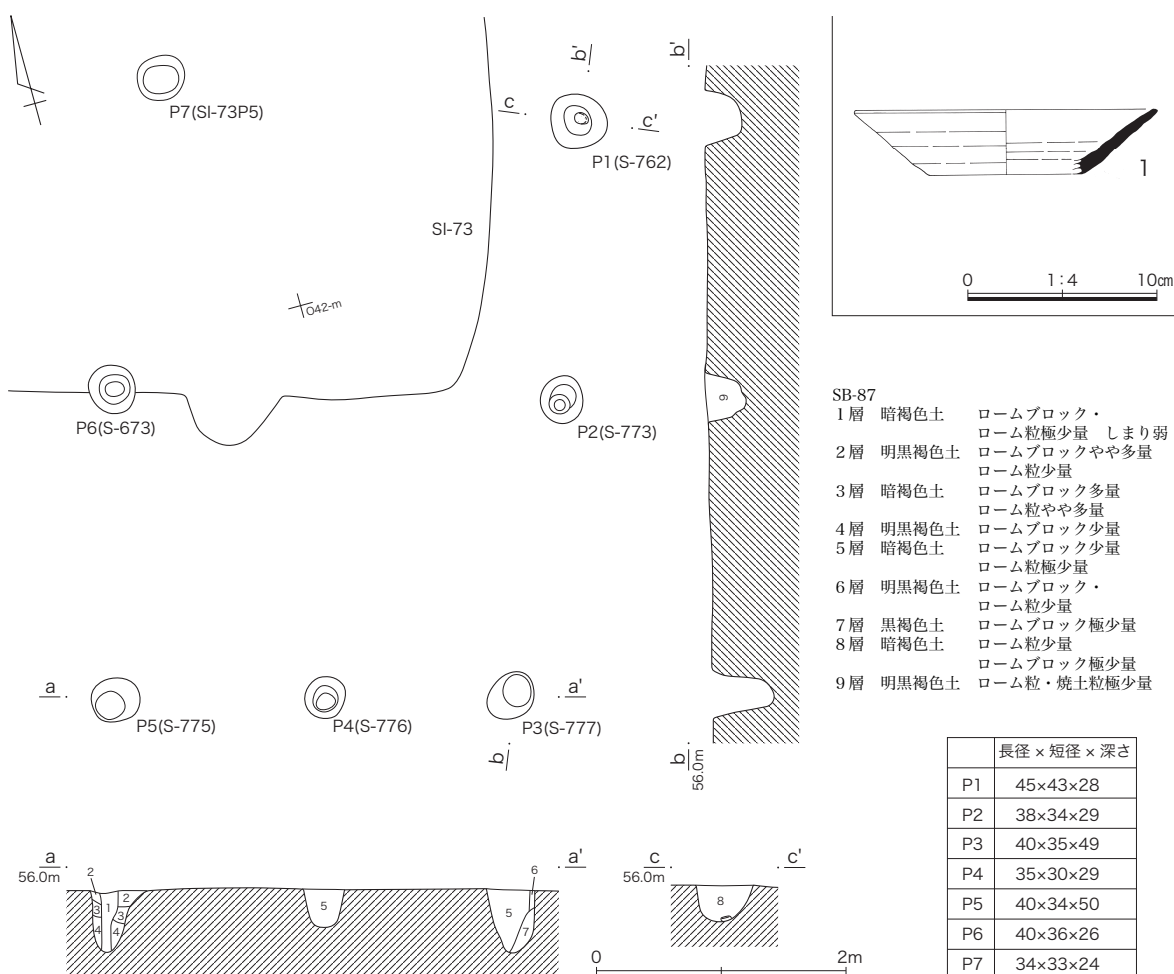 P7(SI-73P5)
b'
c
c'
P1(S-762)
SI-73
O42-m
P6(S-673)
P2(S-773)
a
P5(S-775)
P4(S-776)
P3(S-777)
a'
b
b'
9
b
56.0m
1
0 1:4 10cm
SB-87
1層 暗褐色土 ロームブロック・
ローム粒極少量 しまり弱
2層 明黒褐色土 ロームブロックやや多量
ローム粒少量
3層 暗褐色土 ロームブロック多量
ローム粒やや多量
4層 明黒褐色土 ロームブロック少量
5層 暗褐色土 ロームブロック少量
ローム粒極少量
6層 明黒褐色土 ロームブロック・
ローム粒少量
7層 黒褐色土 ロームブロック極少量
8層 暗褐色土 ローム粒少量
ロームブロック極少量
9層 明黒褐色土 ローム粒・焼土粒極少量
長径 × 短径 × 深さ
P1 45×43×28
P2 38×34×29
P3 40×35×49
P4 35×30×29
P5 40×34×50
P6 40×36×26
P7 34×33×24
a
56.0m
2
1
2
3
3
4
4
5
5
6
7
a'
c
56.0m
8
c'
0 2m